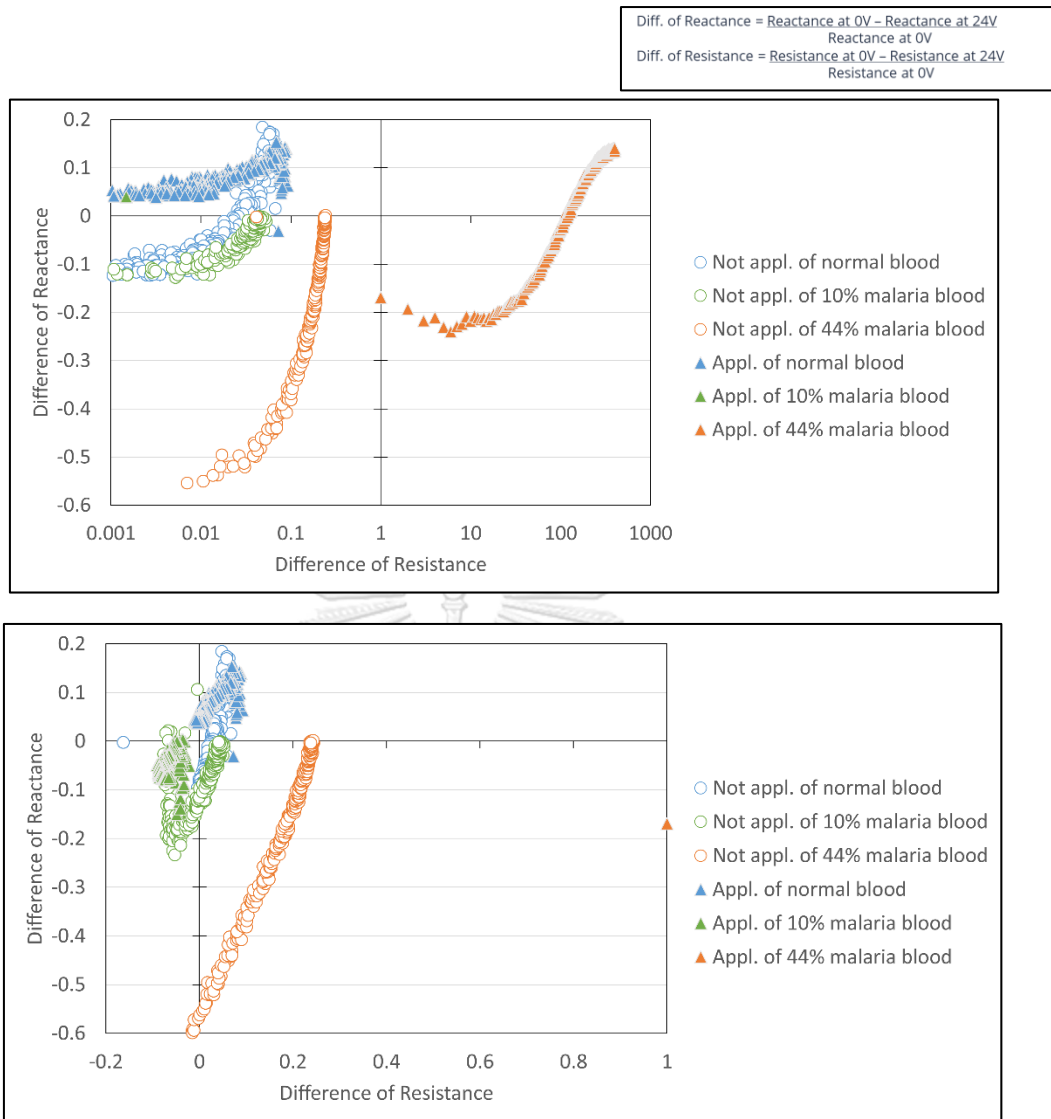 Diff. of Reactance = Reactance at 0V – Reactance at 24V
Reactance at 0V
Diff. of Resistance = Resistance at 0V – Resistance at 24V
Resistance at 0V
0.2
0.1
0
-0.1
-0.2
-0.3
-0.4
-0.5
-0.6
Difference of Reactance
0.001 0.01 0.1 1 10 100 1000
Difference of Resistance
Not appl. of normal blood
Not appl. of 10% malaria blood
Not appl. of 44% malaria blood
Appl. of normal blood
Appl. of 10% malaria blood
Appl. of 44% malaria blood
0.2
0.1
0
-0.1
-0.2
-0.3
-0.4
-0.5
-0.6
Difference of Reactance
-0.2 0 0.2 0.4 0.6 0.8 1
Difference of Resistance
Not appl. of normal blood
Not appl. of 10% malaria blood
Not appl. of 44% malaria blood
Appl. of normal blood
Appl. of 10% malaria blood
Appl. of 44% malaria blood